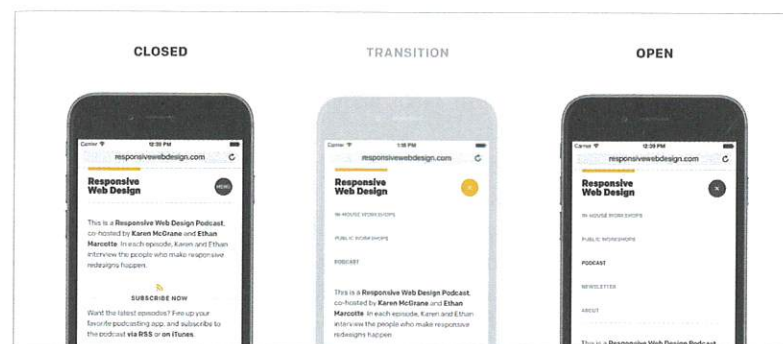 CLOSED
TRANSITION
OPEN
Carrier 12:39 PM
responsivewebdesign.com
Responsive
Web Design
MENU
This is a Responsive Web Design Podcast,
co-hosted by Karen McGrane and Ethan
Marcotte. In each episode, Karen and Ethan
interview the people who make responsive
redesigns happen.
SUBSCRIBE NOW
Want the latest episodes? Fire up your
favorite podcasting app, and subscribe to
the podcast via RSS or on iTunes.
Carrier 1:18 PM
responsivewebdesign.com
Responsive
Web Design
X
IN-HOUSE WORKSHOPS
PUBLIC WORKSHOPS
PODCAST
This is a Responsive Web Design Podcast,
co-hosted by Karen McGrane and Ethan
Marcotte. In each episode, Karen and Ethan
interview the people who make responsive
redesigns happen.
Carrier 12:39 PM
responsivewebdesign.com
Responsive
Web Design
X
IN-HOUSE WORKSHOPS
PUBLIC WORKSHOPS
PODCAST
NEWSLETTER
ABOUT
This is a Responsive Web Design Podcast